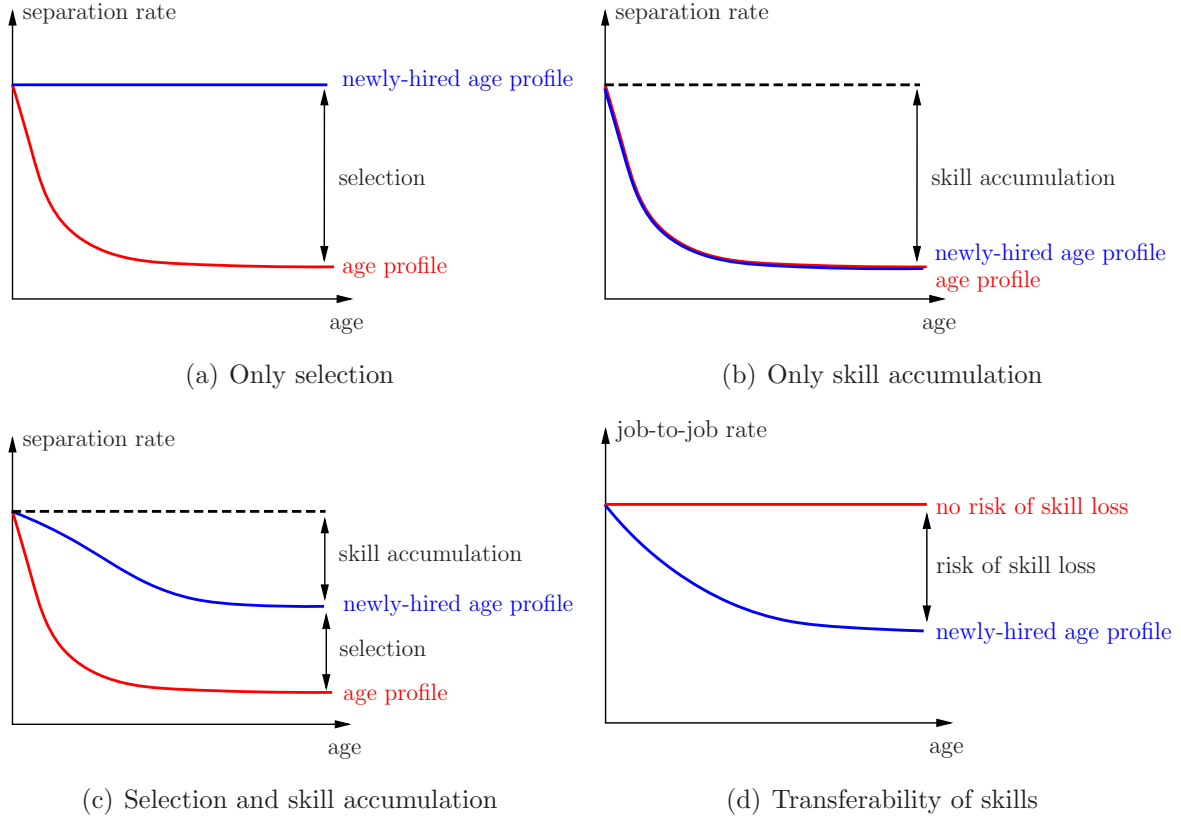 separation rate
newly-hired age profile
selection
age profile
age
(a) Only selection
separation rate
skill accumulation
newly-hired age profile
age profile
age
(b) Only skill accumulation
separation rate
skill accumulation
newly-hired age profile
selection
age profile
age
(c) Selection and skill accumulation
job-to-job rate
no risk of skill loss
risk of skill loss
newly-hired age profile
age
(d) Transferability of skills